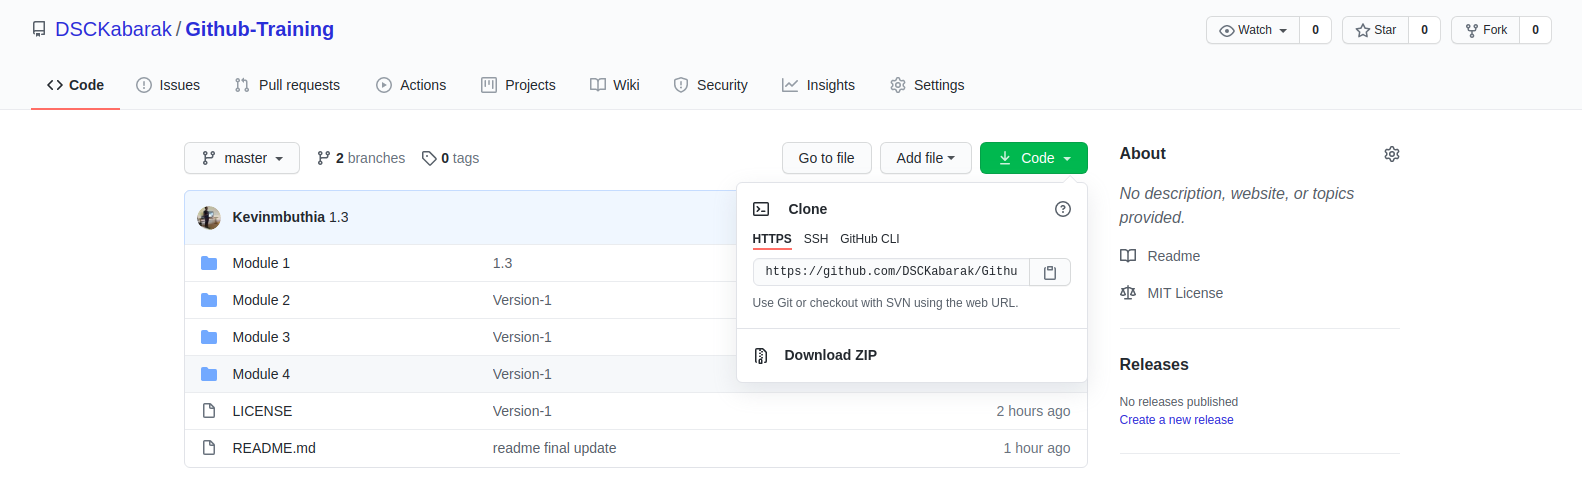 DSCKabarak / Github-Training
Watch 0 Star 0 Fork 0
Code Issues Pull requests Actions Projects Wiki Security Insights Settings
master 2 branches 0 tags Go to file Add file Code
Kevinmbuthia 1.3
Module 1 1.3
Module 2 Version-1
Module 3 Version-1
Module 4 Version-1
LICENSE Version-1 2 hours ago
README.md readme final update 1 hour ago
Clone
HTTPS SSH GitHub CLI
https://github.com/DSCKabarak/Githu
Use Git or checkout with SVN using the web URL.
Download ZIP
About
No description, website, or topics
provided.
Readme
MIT License
Releases
No releases published
Create a new release